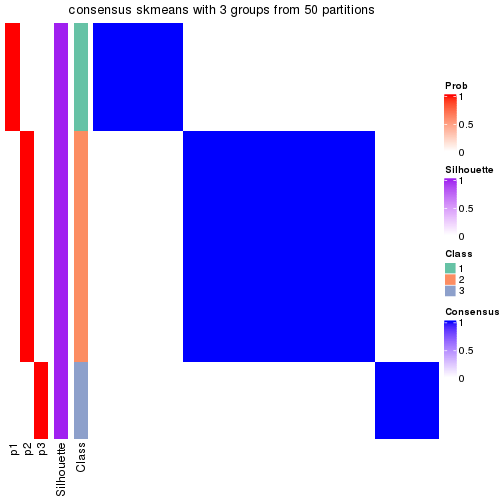 consensus skmeans with 3 groups from 50 partitions
Prob
1
0.5
0
Silhouette
1
0.5
0
Class
1
2
3
Consensus
1
0.5
0
p1
p2
p3
Silhouette
Class